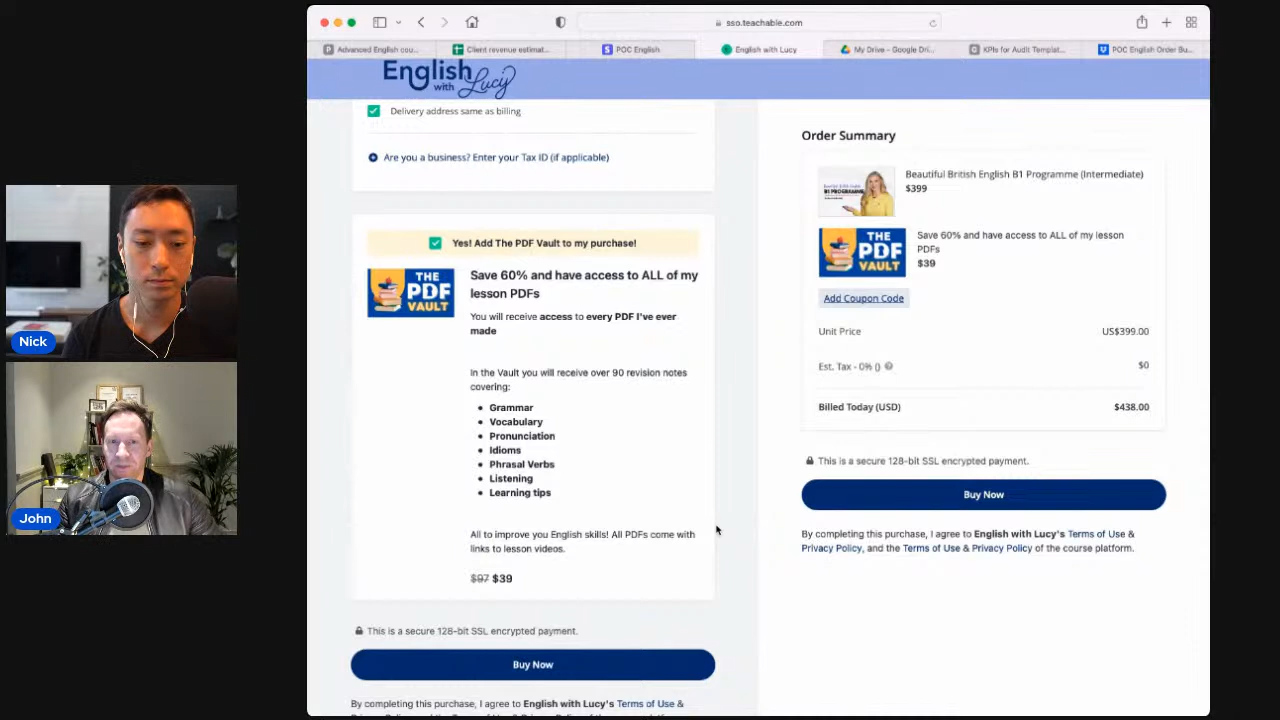 sso.teachable.com
Advanced English cou...
Client revenue estimat...
POC English
English with Lucy
My Drive - Google Dri...
KPIs for Audit Templat...
POC English Order Bu...
English
with Lucy
Delivery address same as billing
Are you a business? Enter your Tax ID (if applicable)
Yes! Add The PDF Vault to my purchase!
THE
PDF
VAULT
Save 60% and have access to ALL of my
lesson PDFs
You will receive access to every PDF I've ever
made
In the Vault you will receive over 90 revision notes
covering:
Grammar
Vocabulary
Pronunciation
Idioms
Phrasal Verbs
Listening
Learning tips
All to improve you English skills! All PDFs come with
links to lesson videos.
$97 $39
This is a secure 128-bit SSL encrypted payment.
Buy Now
By completing this purchase, I agree to English with Lucy's Terms of Use &
Order Summary
Beautiful British English B1 Programme (Intermediate)
$399
B1 PROGRAMME
THE
PDF
VAULT
Save 60% and have access to ALL of my lesson
PDFs
$39
Add Coupon Code
Unit Price US$399.00
Est. Tax - 0% () $0
Billed Today (USD) $438.00
This is a secure 128-bit SSL encrypted payment.
Buy Now
By completing this purchase, I agree to English with Lucy's Terms of Use &
Privacy Policy, and the Terms of Use & Privacy Policy of the course platform.
Nick
John